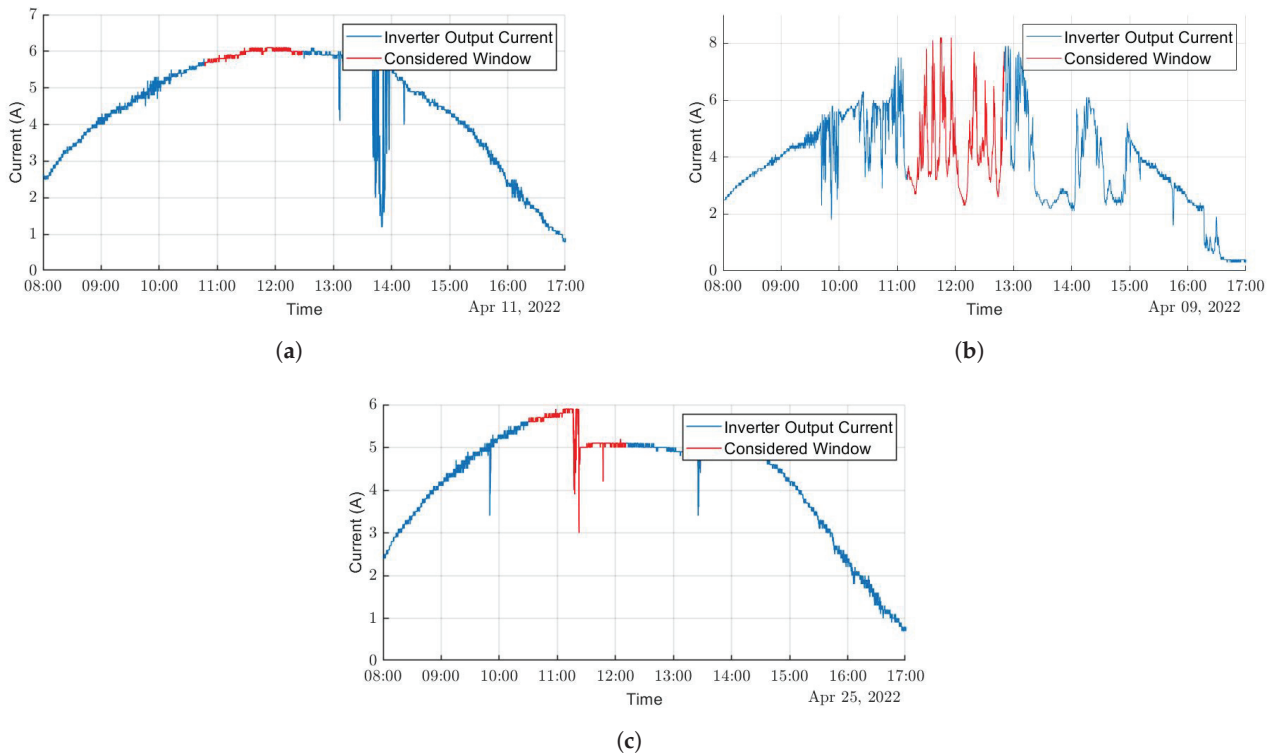 7
6
5
4
3
2
1
0
Current (A)
Inverter Output Current
Considered Window
08:00 09:00 10:00 11:00 12:00 13:00 14:00 15:00 16:00 17:00
Time
Apr 11, 2022
(a)
8
6
4
2
0
Current (A)
Inverter Output Current
Considered Window
08:00 09:00 10:00 11:00 12:00 13:00 14:00 15:00 16:00 17:00
Time
Apr 09, 2022
(b)
6
5
4
3
2
1
0
Current (A)
Inverter Output Current
Considered Window
08:00 09:00 10:00 11:00 12:00 13:00 14:00 15:00 16:00 17:00
Time
Apr 25, 2022
(c)